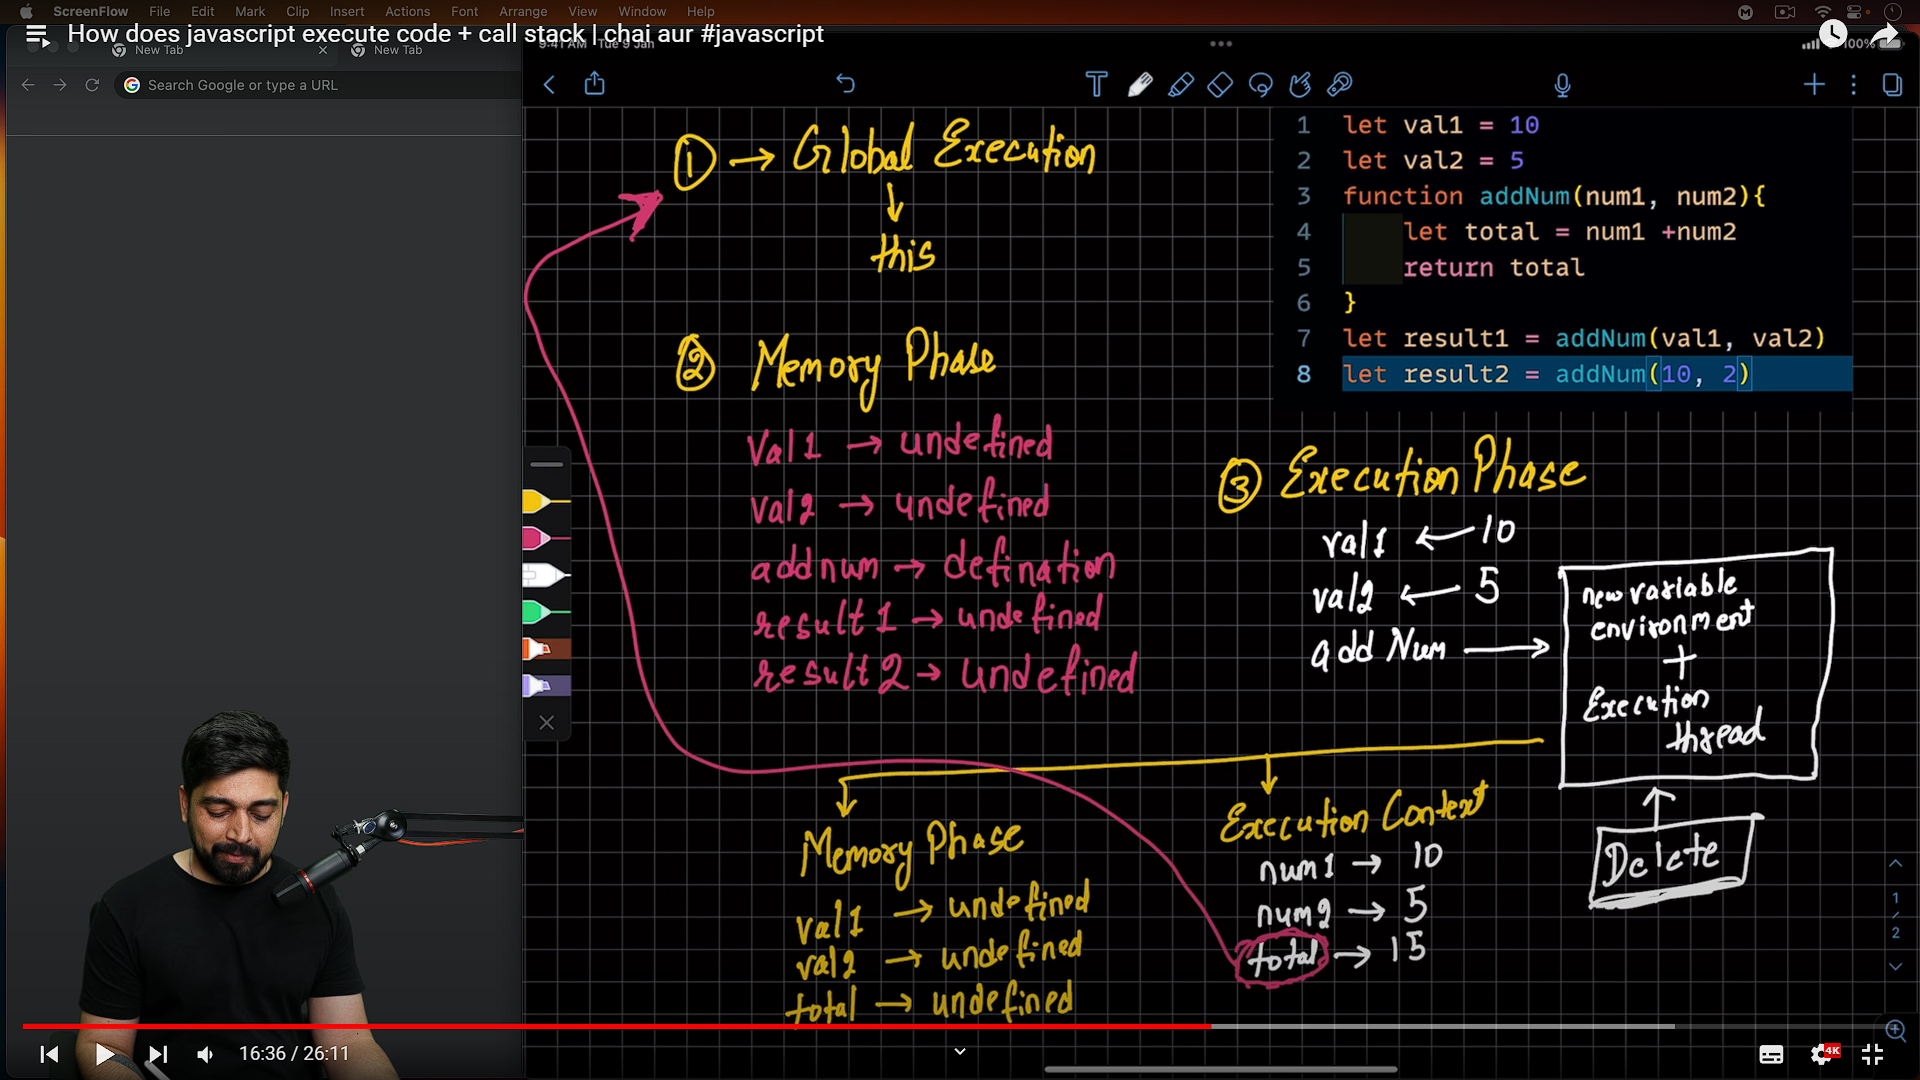 ScreenFlow File Edit Mark Clip Insert Actions Font Arrange View Window Help
How does javascript execute code + call stack | chai aur #javascript
9:41 AM Tue 9 Jan
100%
New Tab
New Tab
Search Google or type a URL
① → Global Execution
↓
this
② Memory Phase
Val1 → undefined
val2 → undefined
addnum → defination
result1 → undefined
result2 → undefined
1 let val1 = 10
2 let val2 = 5
3 function addNum(num1, num2){
4 let total = num1 +num2
5 return total
6 }
7 let result1 = addNum(val1, val2)
8 let result2 = addNum(10, 2)
③ Execution Phase
val1 ← 10
val2 ← 5
add Num →
new variable
environment
+
Execution
thread
Delete
Memory Phase
val1 → undefined
val2 → undefined
total → undefined
Execution Context
num1 → 10
num2 → 5
total → 15
1
/
2
16:36 / 26:11
4K